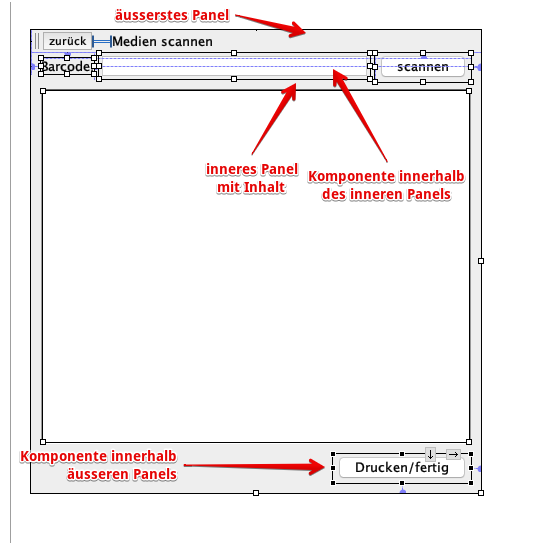 äusserstes Panel
zurück Medien scannen
Barcode scannen
inneres Panel
mit Inhalt
Komponente innerhalb
des inneren Panels
Komponente innerhalb
äusseren Panels
Drucken/fertig